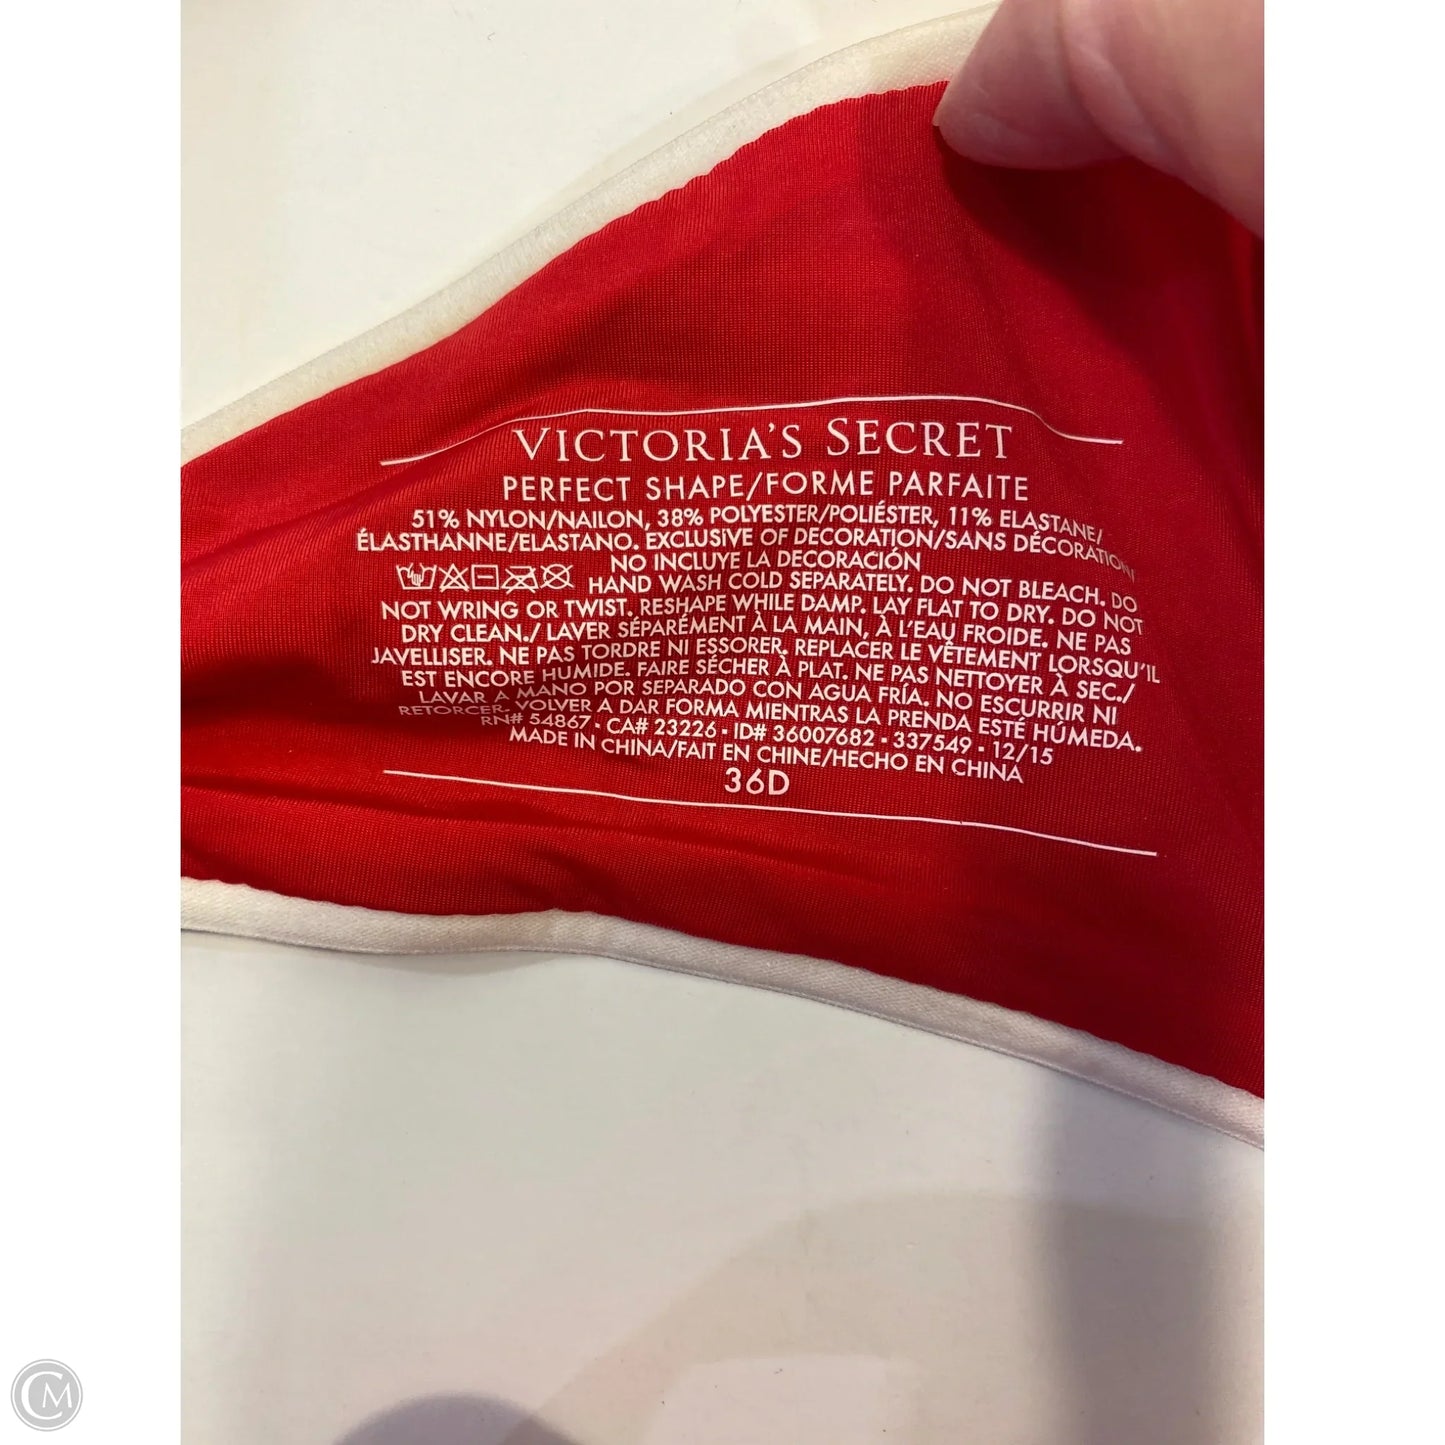 VICTORIA'S SECRET
PERFECT SHAPE/FORME PARFAITE
51% NYLON/NAILON, 38% POLYESTER/POLIÉSTER, 11% ELASTANE/
ÉLASTHANNE/ELASTANO. EXCLUSIVE OF DECORATION/SANS DÉCORATION/
NO INCLUYE LA DECORACIÓN
HAND WASH COLD SEPARATELY. DO NOT BLEACH. DO
NOT WRING OR TWIST. RESHAPE WHILE DAMP. LAY FLAT TO DRY. DO NOT
DRY CLEAN./ LAVER SÉPARÉMENT À LA MAIN, À L'EAU FROIDE. NE PAS
JAVELLISER. NE PAS TORDRE NI ESSORER. REPLACER LE VÊTEMENT LORSQU'IL
EST ENCORE HUMIDE. FAIRE SÉCHER À PLAT. NE PAS NETTOYER À SEC./
LAVAR A MANO POR SEPARADO CON AGUA FRÍA. NO ESCURRIR NI
RETORCER. VOLVER A DAR FORMA MIENTRAS LA PRENDA ESTÉ HÚMEDA.
RN# 54867 · CA# 23226 · ID# 36007682 · 337549 · 12/15
MADE IN CHINA/FAIT EN CHINE/HECHO EN CHINA
36D
CM